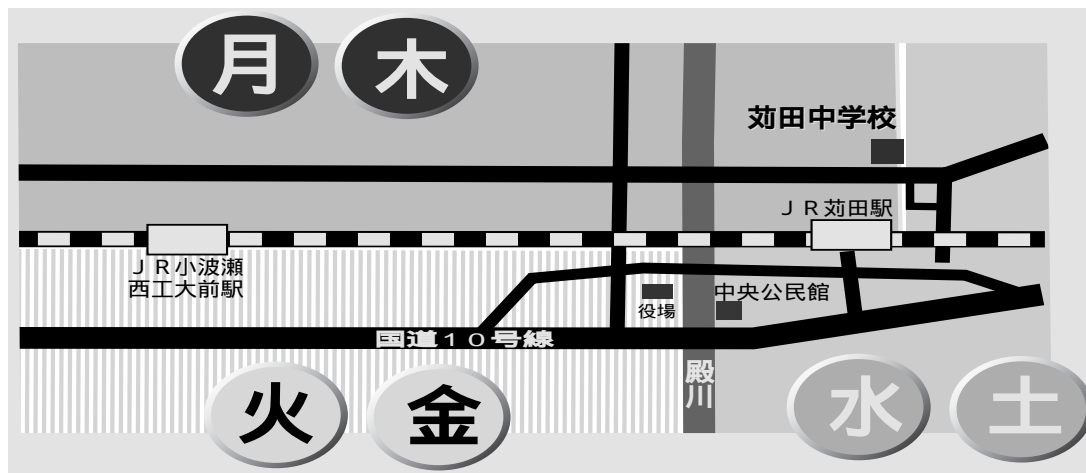 月 木
苅田中学校
ＪＲ苅田駅
ＪＲ小波瀬
西工大前駅
中央公民館
役場
国道１０号線
殿川
火 金 水 土